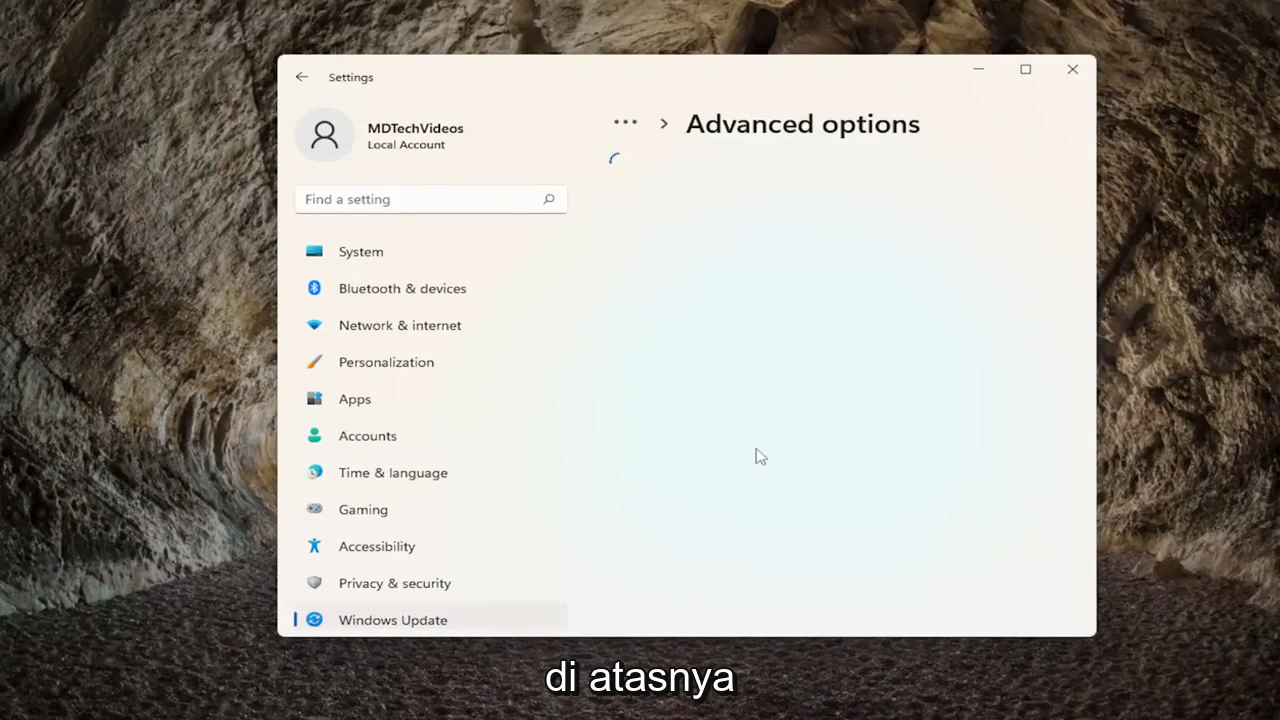 Settings
MDTechVideos
Local Account
Find a setting
System
Bluetooth & devices
Network & internet
Personalization
Apps
Accounts
Time & language
Gaming
Accessibility
Privacy & security
Windows Update
... > Advanced options
di atasnya